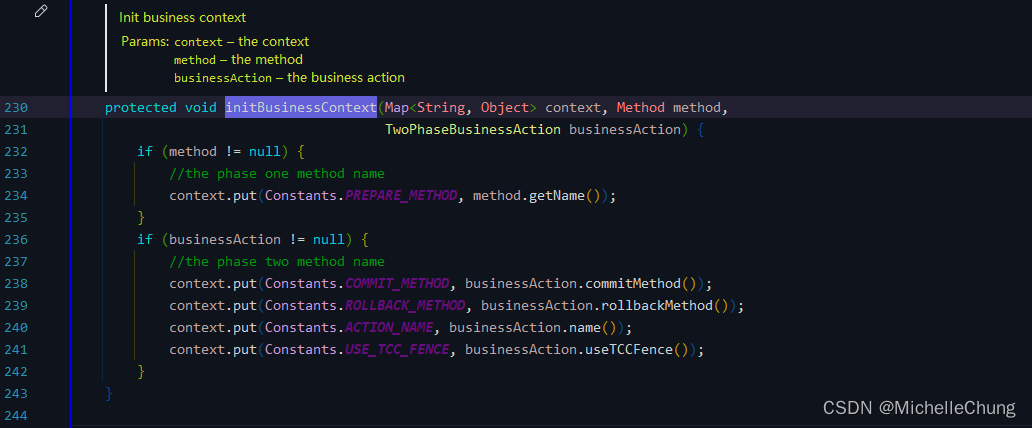 Init business context
Params: context – the context
method – the method
businessAction – the business action
230 protected void initBusinessContext(Map<String, Object> context, Method method,
231 TwoPhaseBusinessAction businessAction) {
232 if (method != null) {
233 //the phase one method name
234 context.put(Constants.PREPARE_METHOD, method.getName());
235 }
236 if (businessAction != null) {
237 //the phase two method name
238 context.put(Constants.COMMIT_METHOD, businessAction.commitMethod());
239 context.put(Constants.ROLLBACK_METHOD, businessAction.rollbackMethod());
240 context.put(Constants.ACTION_NAME, businessAction.name());
241 context.put(Constants.USE_TCC_FENCE, businessAction.useTCCFence());
242 }
243 }
244
CSDN @MichelleChung